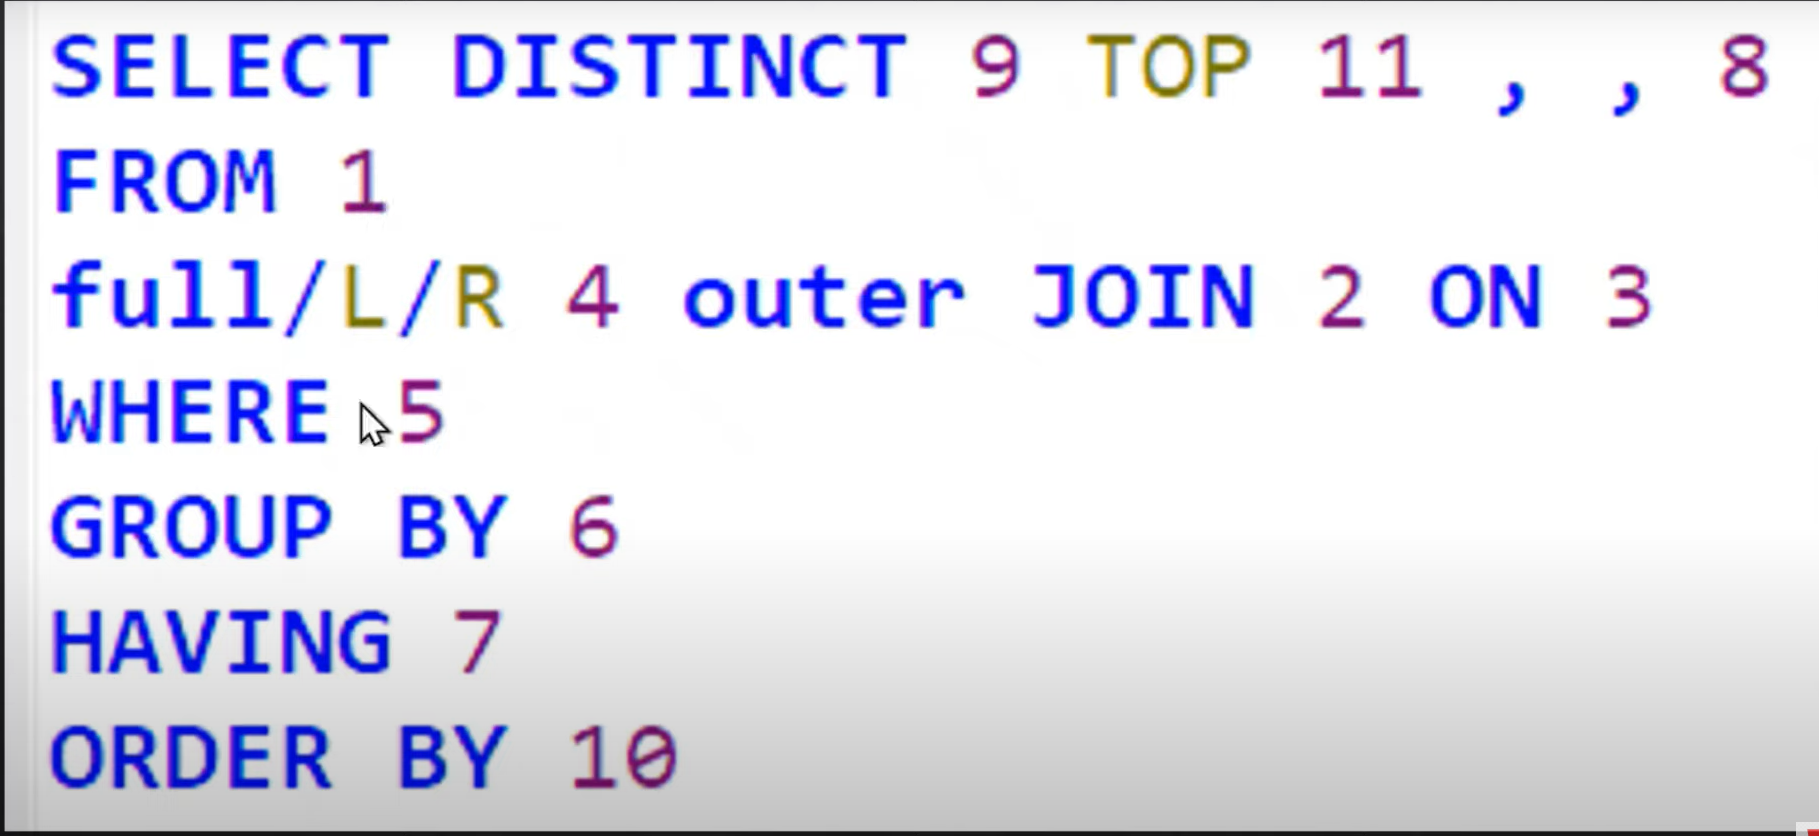 SELECT DISTINCT 9 TOP 11 , , 8
FROM 1
full/L/R 4 outer JOIN 2 ON 3
WHERE 5
GROUP BY 6
HAVING 7
ORDER BY 10